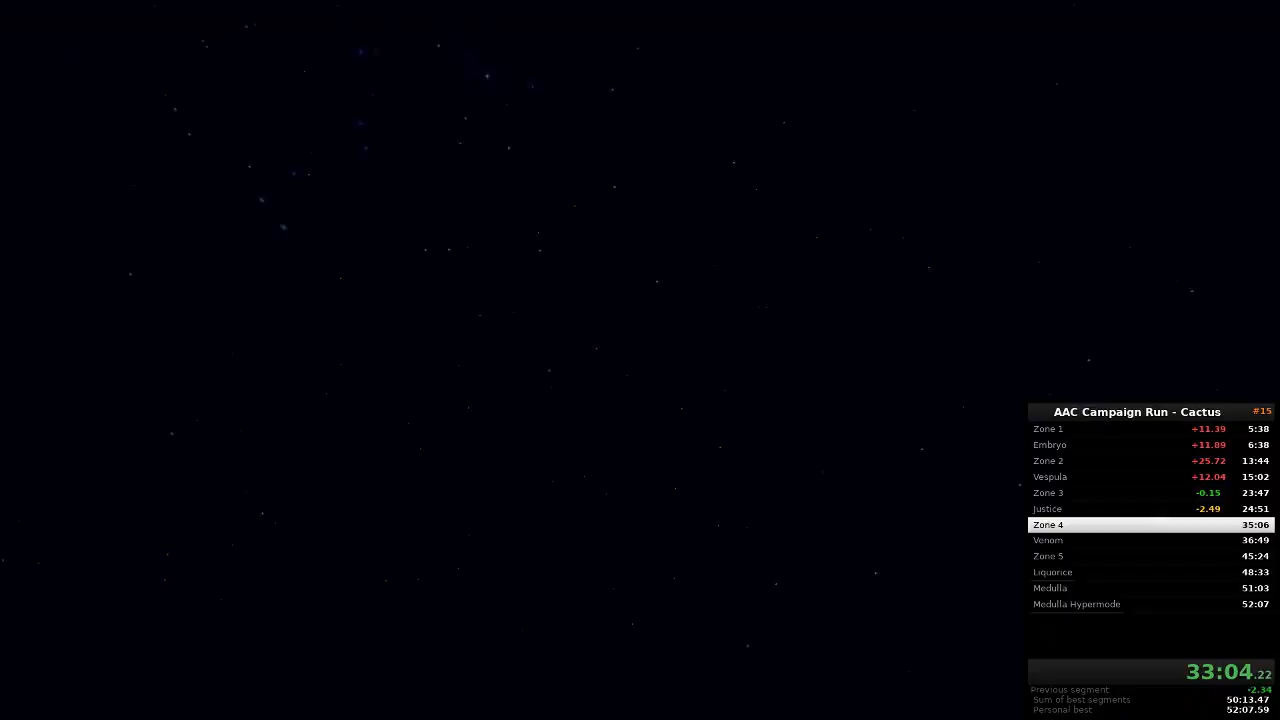 AAC Campaign Run - Cactus #15
Zone 1 +11.39 5:38
Embryo +11.89 6:38
Zone 2 +25.72 13:44
Vespula +12.04 15:02
Zone 3 -0.15 23:47
Justice -2.49 24:51
Zone 4 35:06
Venom 36:49
Zone 5 45:24
Liquorice 48:33
Medulla 51:03
Medulla Hypermode 52:07
33:04.22
Previous segment -2.34
Sum of best segments 50:13.47
Personal best 52:07.59